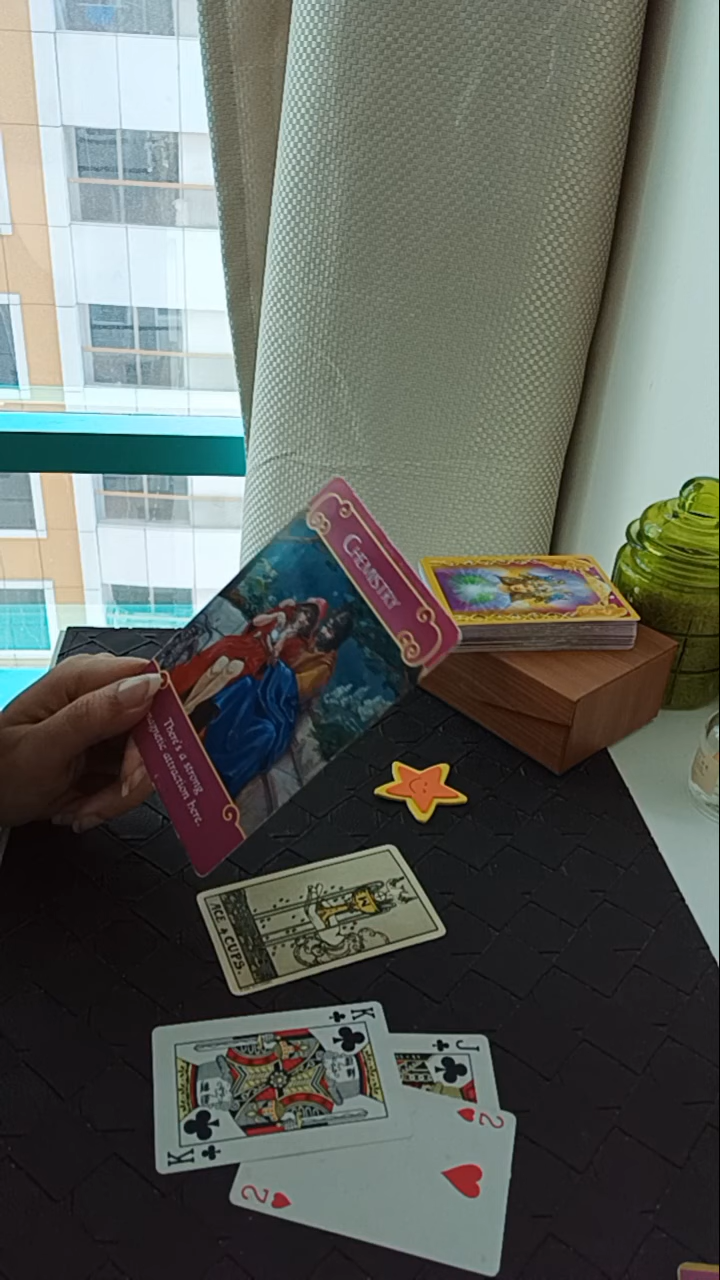 CHEMISTRY
There's a strong
magnetic attraction here.
ACE of CUPS.
K
K
J
2
2